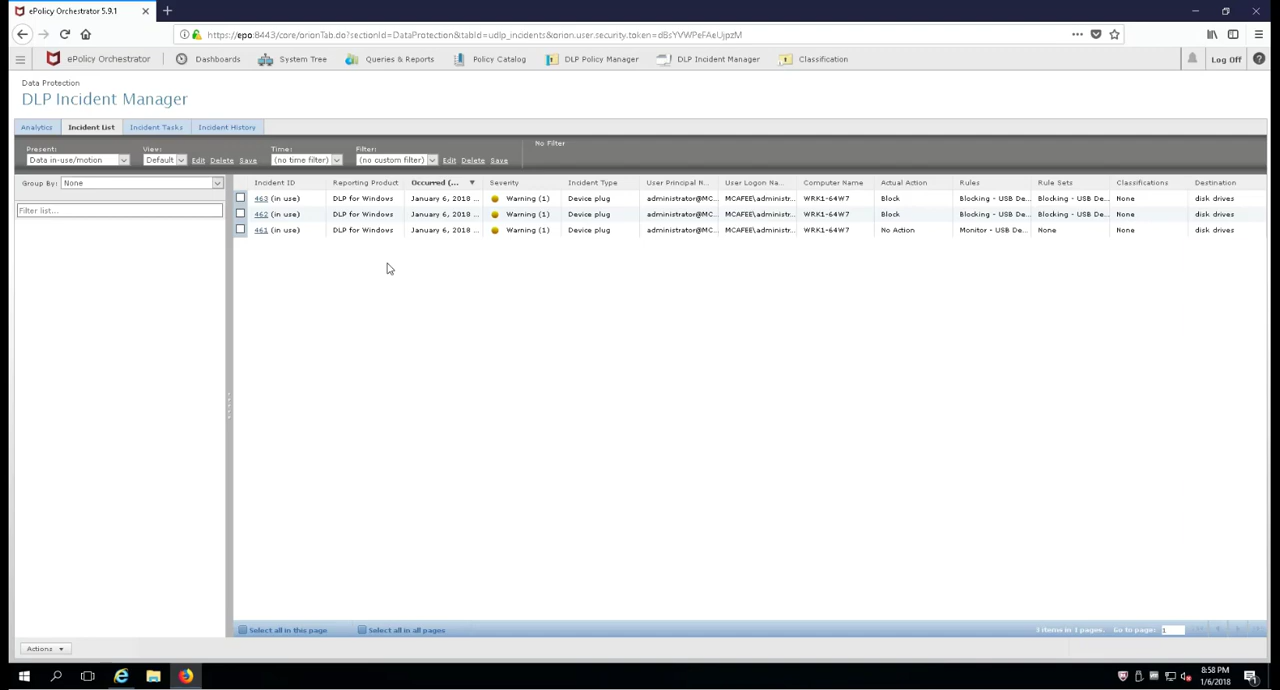 ePolicy Orchestrator 5.9.1
https://epo:8443/core/orionTab.do?sectionId=DataProtection&tabId=udlp_incidents&orion.user.security.token=dBsYVWPeFAeUjpzM
ePolicy Orchestrator Dashboards System Tree Queries & Reports Policy Catalog DLP Policy Manager DLP Incident Manager Classification Log Off
Data Protection
DLP Incident Manager
Analytics Incident List Incident Tasks Incident History
Present: View: Time: Filter: No Filter
Data in-use/motion Default Edit Delete Save (no time filter) (no custom filter) Edit Delete Save
Group By: None
Filter list...
Incident ID Reporting Product Occurred (... Severity Incident Type User Principal N... User Logon Na... Computer Name Actual Action Rules Rule Sets Classifications Destination
463 (in use) DLP for Windows January 6, 2018 ... Warning (1) Device plug administrator@MC... MCAFEE\administr... WRK1-64W7 Block Blocking - USB De... Blocking - USB De... None disk drives
462 (in use) DLP for Windows January 6, 2018 ... Warning (1) Device plug administrator@MC... MCAFEE\administr... WRK1-64W7 Block Blocking - USB De... Blocking - USB De... None disk drives
461 (in use) DLP for Windows January 6, 2018 ... Warning (1) Device plug administrator@MC... MCAFEE\administr... WRK1-64W7 No Action Monitor - USB De... None None disk drives
Select all in this page Select all in all pages 3 items in 1 pages. Go to page: 1
Actions
8:58 PM
1/6/2018